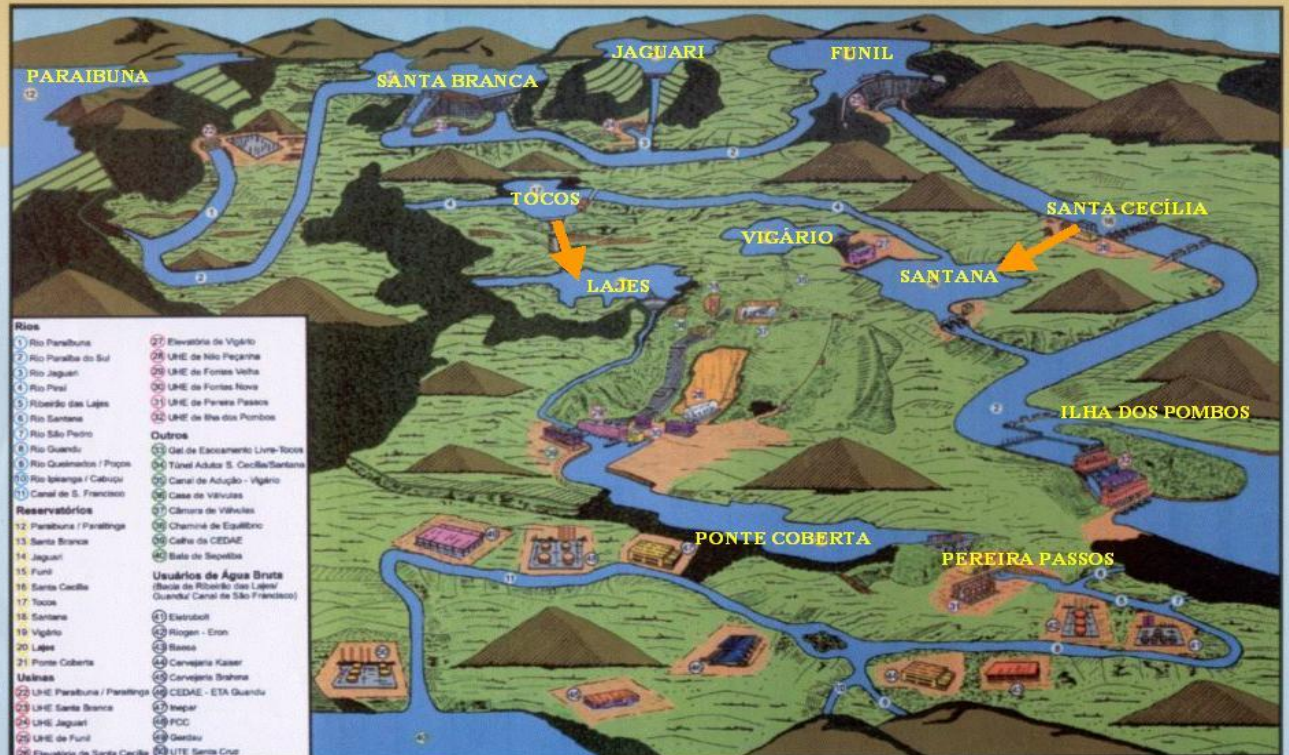 PARAIBUNA
SANTA BRANCA
JAGUARI
FUNIL
TOCOS
SANTA CECÍLIA
VIGÁRIO
SANTANA
LAJES
ILHA DOS POMBOS
PONTE COBERTA
PEREIRA PASSOS
Rios
1 Rio Paraibuna
2 Rio Paraíba do Sul
3 Rio Jaguari
4 Rio Piraí
5 Ribeirão das Lajes
6 Rio Santana
7 Rio São Pedro
8 Rio Guandu
9 Rio Queimados / Poços
10 Rio Ipiranga / Cabuçu
11 Canal de S. Francisco
Reservatórios
12 Paraibuna / Paraitinga
13 Santa Branca
14 Jaguari
15 Funil
16 Santa Cecília
17 Tocos
18 Santana
19 Vigário
20 Lajes
21 Ponte Coberta
Usinas
22 UHE Paraibuna / Paraitinga
23 UHE Santa Branca
24 UHE Jaguari
25 UHE de Funil
26 Elevatória de Santa Cecília
27 Elevatória de Vigário
28 UHE de Nilo Peçanha
29 UHE de Fontes Velha
30 UHE de Fontes Nova
31 UHE de Pereira Passos
32 UHE de Ilha dos Pombos
Outros
33 Gal de Escoamento Livre-Tocos
34 Túnel Adutor S. Cecília/Santana
35 Canal de Adução - Vigário
36 Casa de Válvulas
37 Câmara de Válvulas
38 Chaminé de Equilíbrio
39 Calha da CEDAE
40 Baía de Sepetiba
Usuários de Água Bruta
(Bacia de Ribeirão das Lajes/
Guandu/ Canal de São Francisco)
41 Eletrobolt
42 Riogen - Eron
43
44 Cervejaria Kaiser
45 Cervejaria Brahma
46 CEDAE - ETA Guandu
47 Inepar
48 FCC
49 Gerdau
50 UTE Santa Cruz